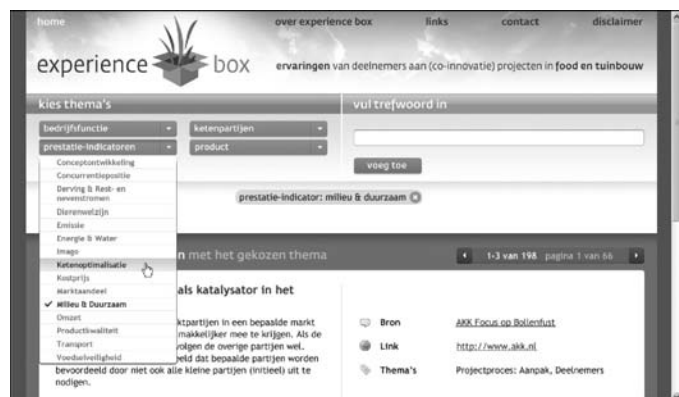 home
over experience box
links
contact
disclaimer
experience box
ervaringen van deelnemers aan (co-innovatie) projecten in food en tuinbouw
kies thema's
vul trefwoord in
bedrijfsfunctie
ketenpartijen
prestatie-indicatoren
product
voeg toe
Conceptontwikkeling
Concurrentiepositie
Derving & Rest- en
nevenstromen
Dierenwelzijn
Emissie
Energie & Water
Imago
Ketenoptimalisatie
Kostprijs
Marktaandeel
Milieu & Duurzaam
Omzet
Productkwaliteit
Transport
Voedselveiligheid
prestatie-indicator: milieu & duurzaam
n met het gekozen thema
1-3 van 198 pagina 1 van 66
als katalysator in het
ktpartijen in een bepaalde markt
makkelijker mee te krijgen. Als de
volgen de overige partijen wel.
eeld dat bepaalde partijen worden
bevoordeeld door niet ook alle kleine partijen (initieel) uit te
nodigen.
Bron
AKK Focus op Bollenfust
Link
http://www.akk.nl
Thema's
Projectproces: Aanpak, Deelnemers